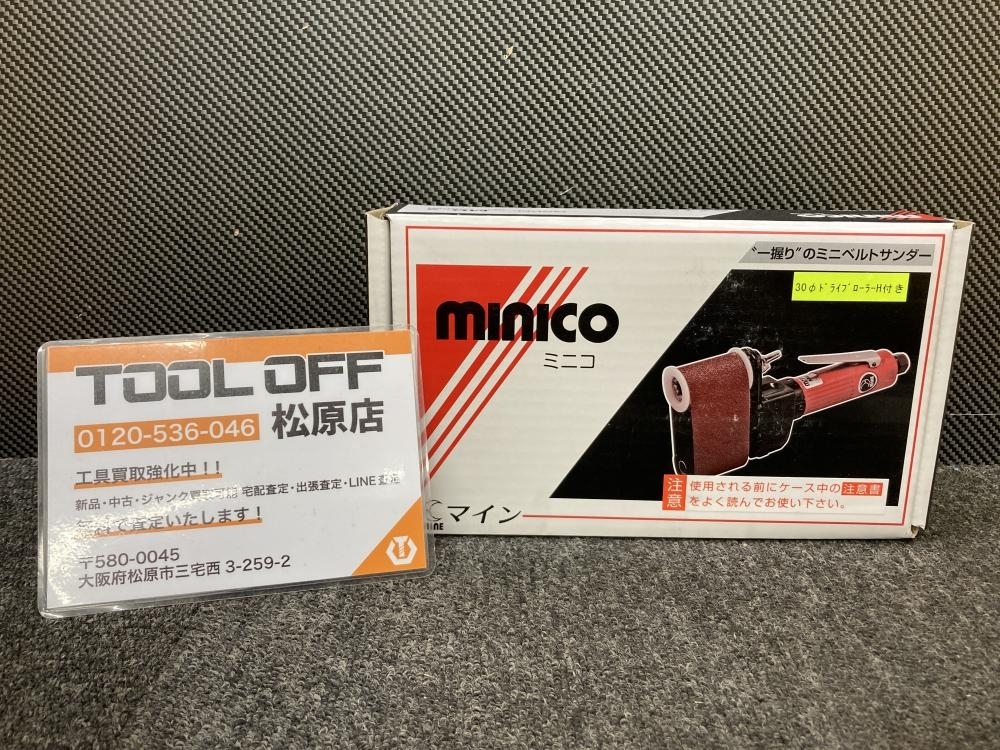 TOOL OFF
0120-536-046 松原店
工具買取強化中!!
新品・中古・ジャンク 宅配査定・出張査定・LINE査定
で査定いたします!
〒580-0045
大阪府松原市三宅西 3-259-2
"一握り"のミニベルトサンダー
30φドライブローラーH付き
minico
ミニコ
注意
使用される前にケース中の注意書
をよく読んでお使い下さい。
マイン